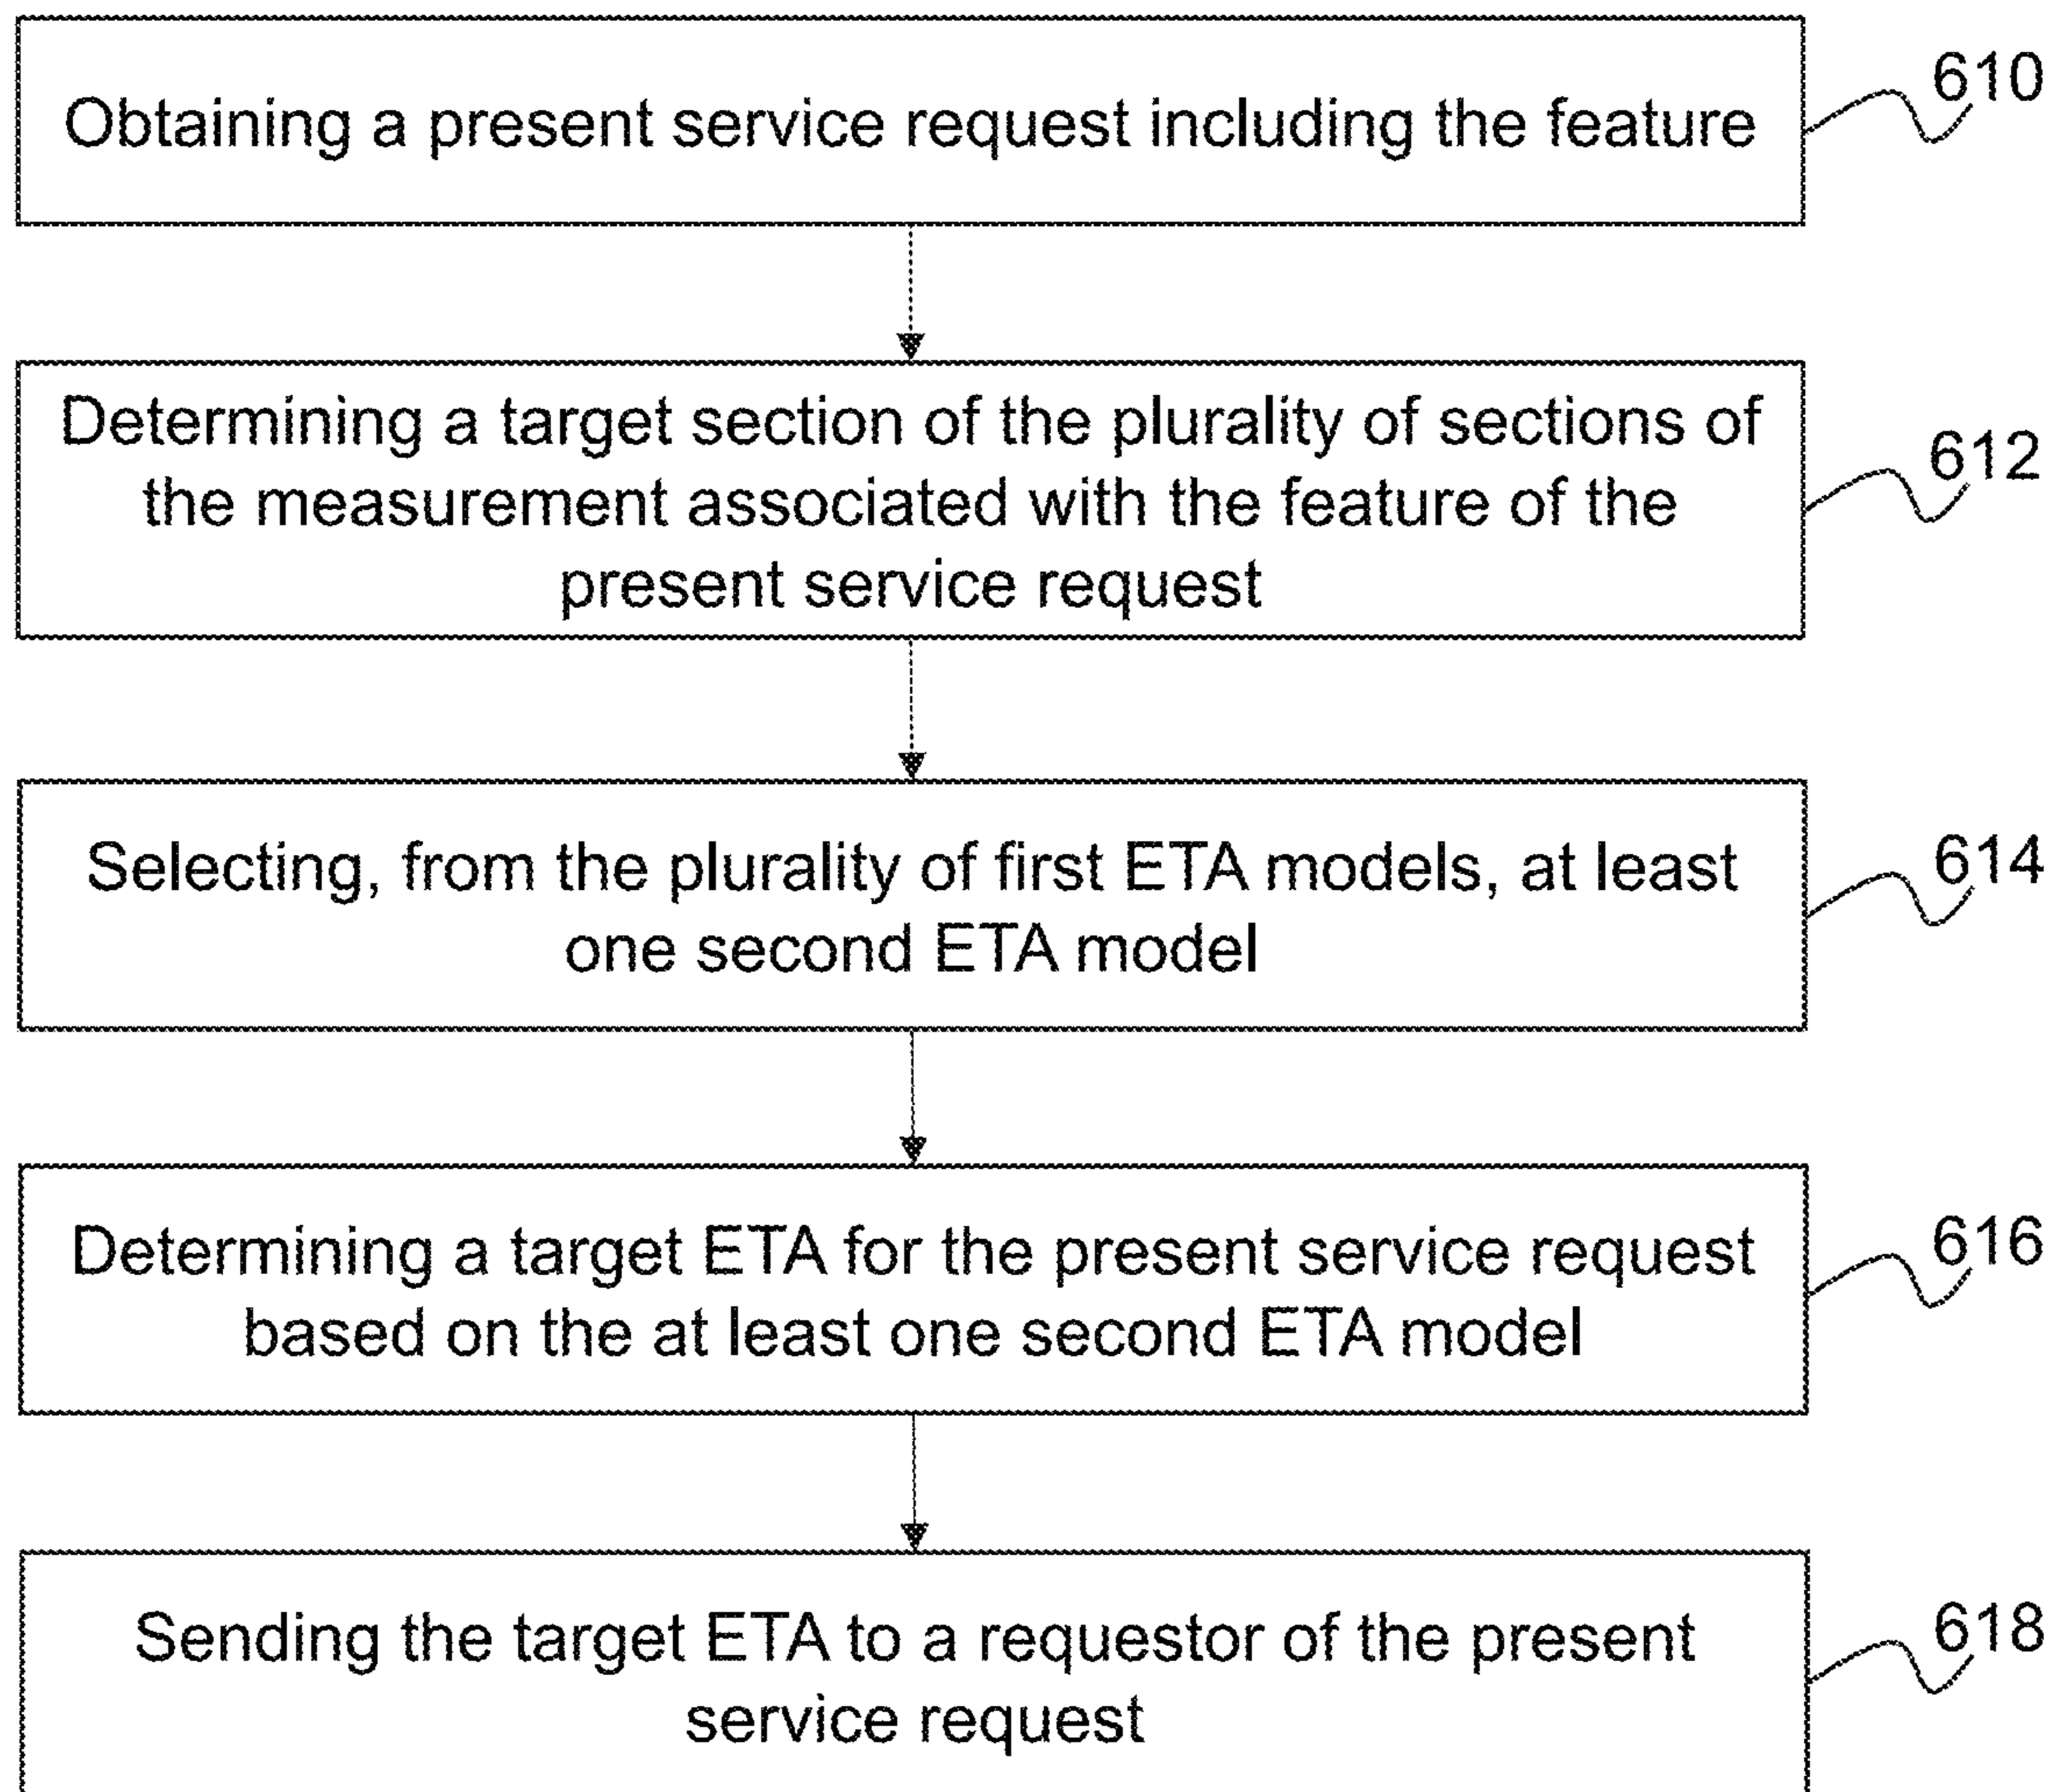 Obtaining a present service request including the feature
610
Determining a target section of the plurality of sections of
the measurement associated with the feature of the
present service request
612
Selecting, from the plurality of first ETA models, at least
one second ETA model
614
Determining a target ETA for the present service request
based on the at least one second ETA model
616
Sending the target ETA to a requestor of the present
service request
618